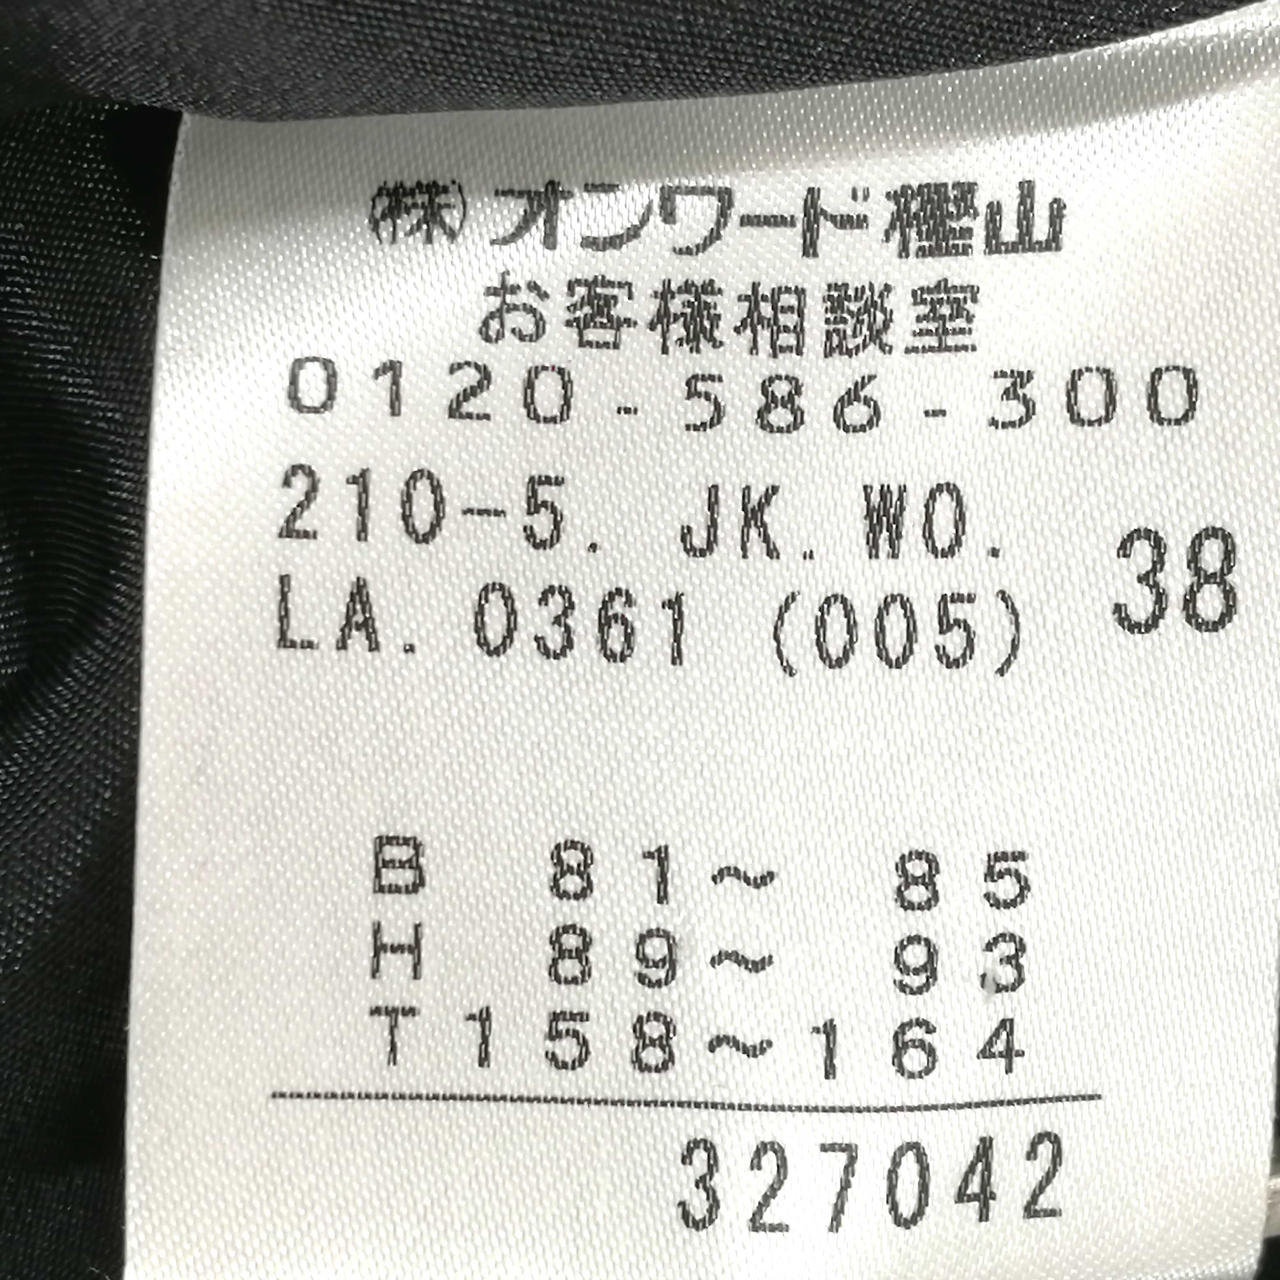 ㈱オンワード樫山
お客様相談室
0120-586-300
210-5. JK. WO.
38
LA. 0361 (005)
B 81~ 85
H 89~ 93
T158~164
327042